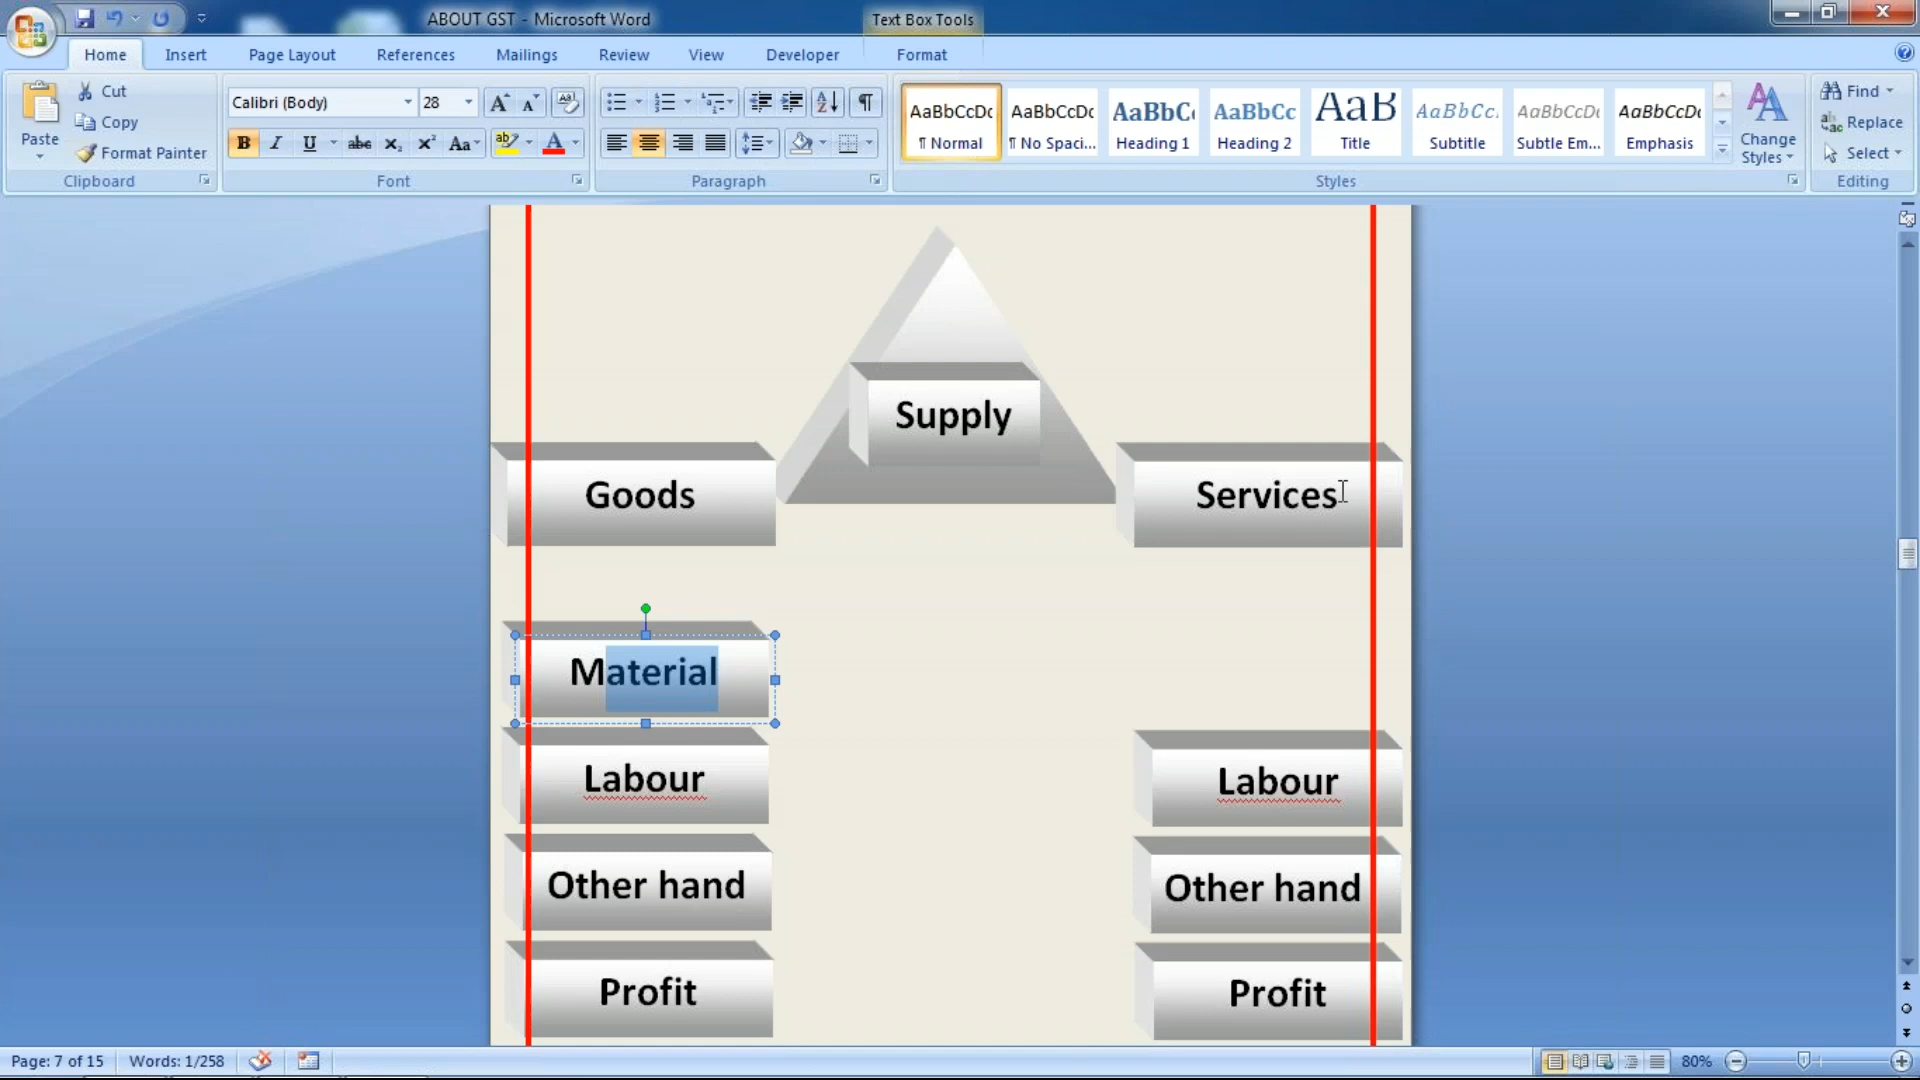 ABOUT GST - Microsoft Word
Text Box Tools
Home Insert Page Layout References Mailings Review View Developer Format
Paste
Cut
Copy
Format Painter
Clipboard
Calibri (Body) 28
Font
Paragraph
AaBbCcDc AaBbCcDc AaBbC AaBbCc AaB AaBbCc. AaBbCcDc AaBbCcDc
¶ Normal ¶ No Spaci... Heading 1 Heading 2 Title Subtitle Subtle Em... Emphasis
Change Styles
Styles
Find
Replace
Select
Editing
Supply
Goods
Services
Material
Labour
Labour
Other hand
Other hand
Profit
Profit
Page: 7 of 15 Words: 1/258 80%